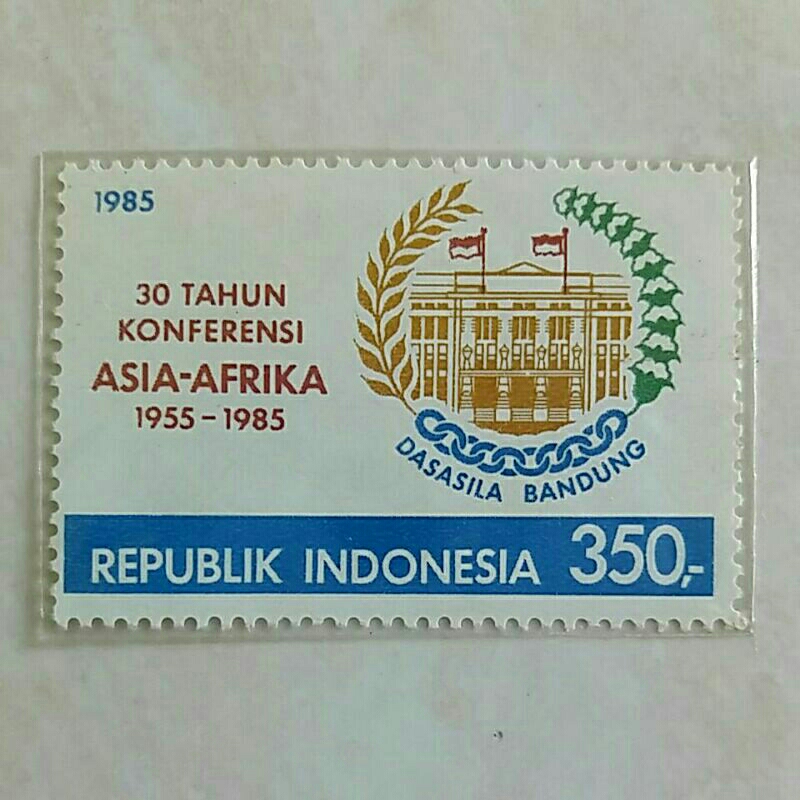 1985
30 TAHUN
KONFERENSI
ASIA-AFRIKA
1955-1985
DASASILA BANDUNG
REPUBLIK INDONESIA 350,-